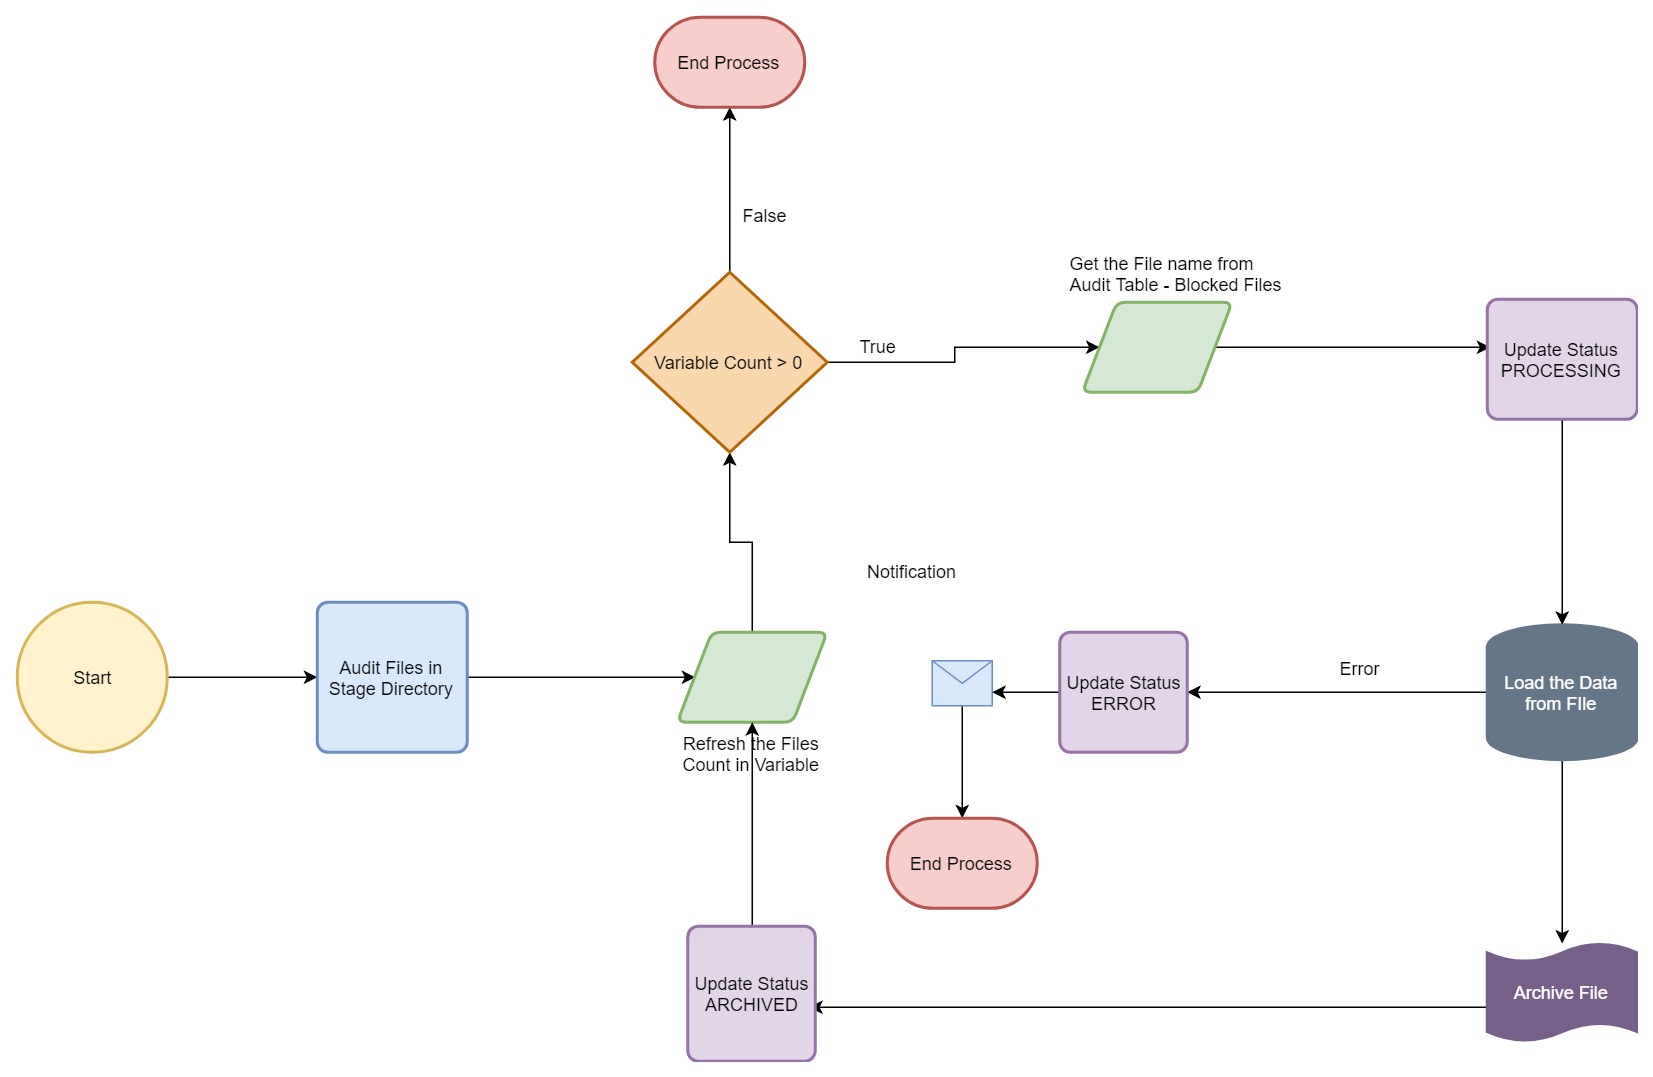 End Process
False
Get the File name from
Audit Table - Blocked Files
Variable Count > 0
True
Update Status
PROCESSING
Notification
Start
Audit Files in
Stage Directory
Refresh the Files
Count in Variable
Update Status
ERROR
Error
Load the Data
from FIle
End Process
Update Status
ARCHIVED
Archive File